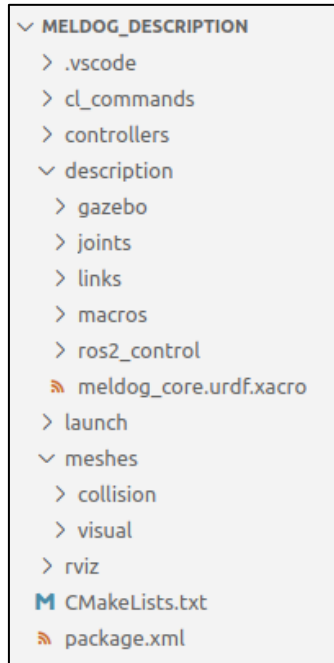 MELDOG_DESCRIPTION
.vscode
cl_commands
controllers
description
gazebo
joints
links
macros
ros2_control
meldog_core.urdf.xacro
launch
meshes
collision
visual
rviz
M CMakeLists.txt
package.xml